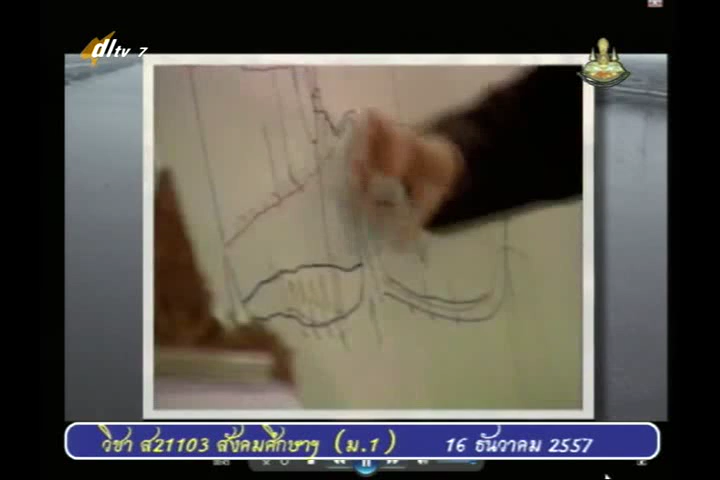 dltv 7
วิชา ส21103 สังคมศึกษาฯ (ม.1) 16 ธันวาคม 2557